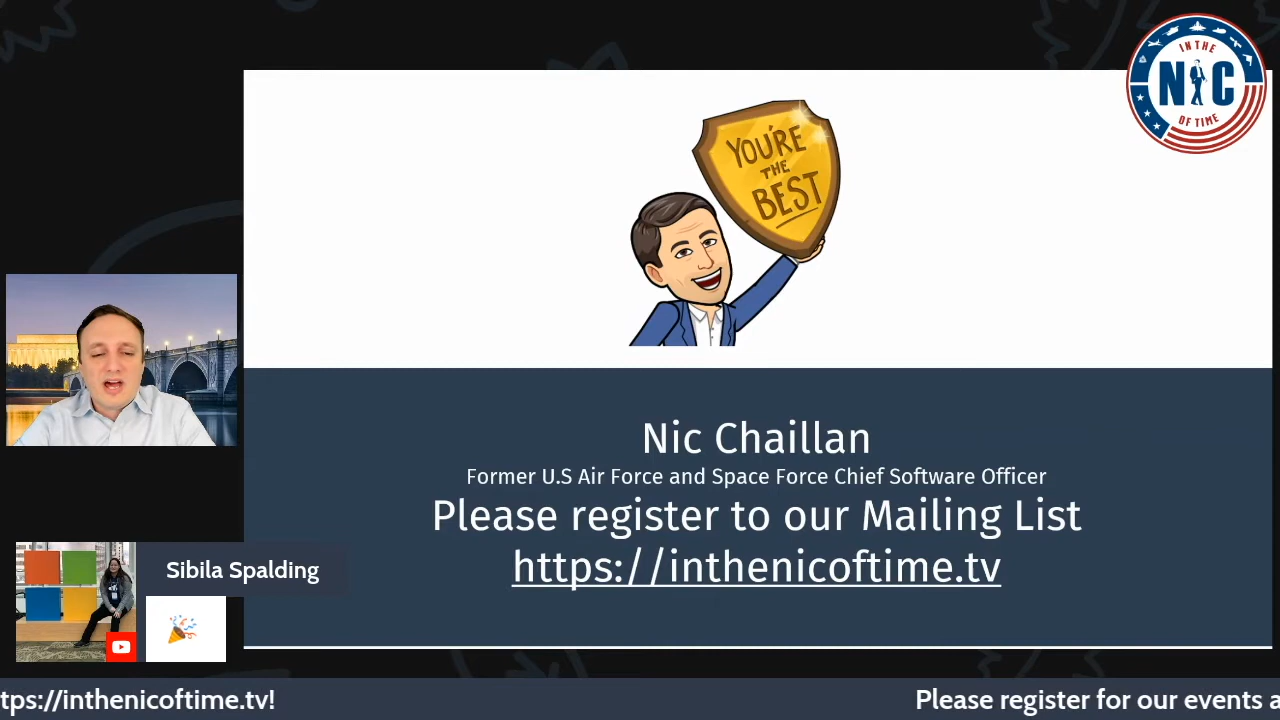 IN THE
NIC
OF TIME
YOU'RE
THE
BEST
Nic Chaillan
Former U.S Air Force and Space Force Chief Software Officer
Please register to our Mailing List
https://inthenicoftime.tv
Sibila Spalding
tps://inthenicoftime.tv!
Please register for our events a